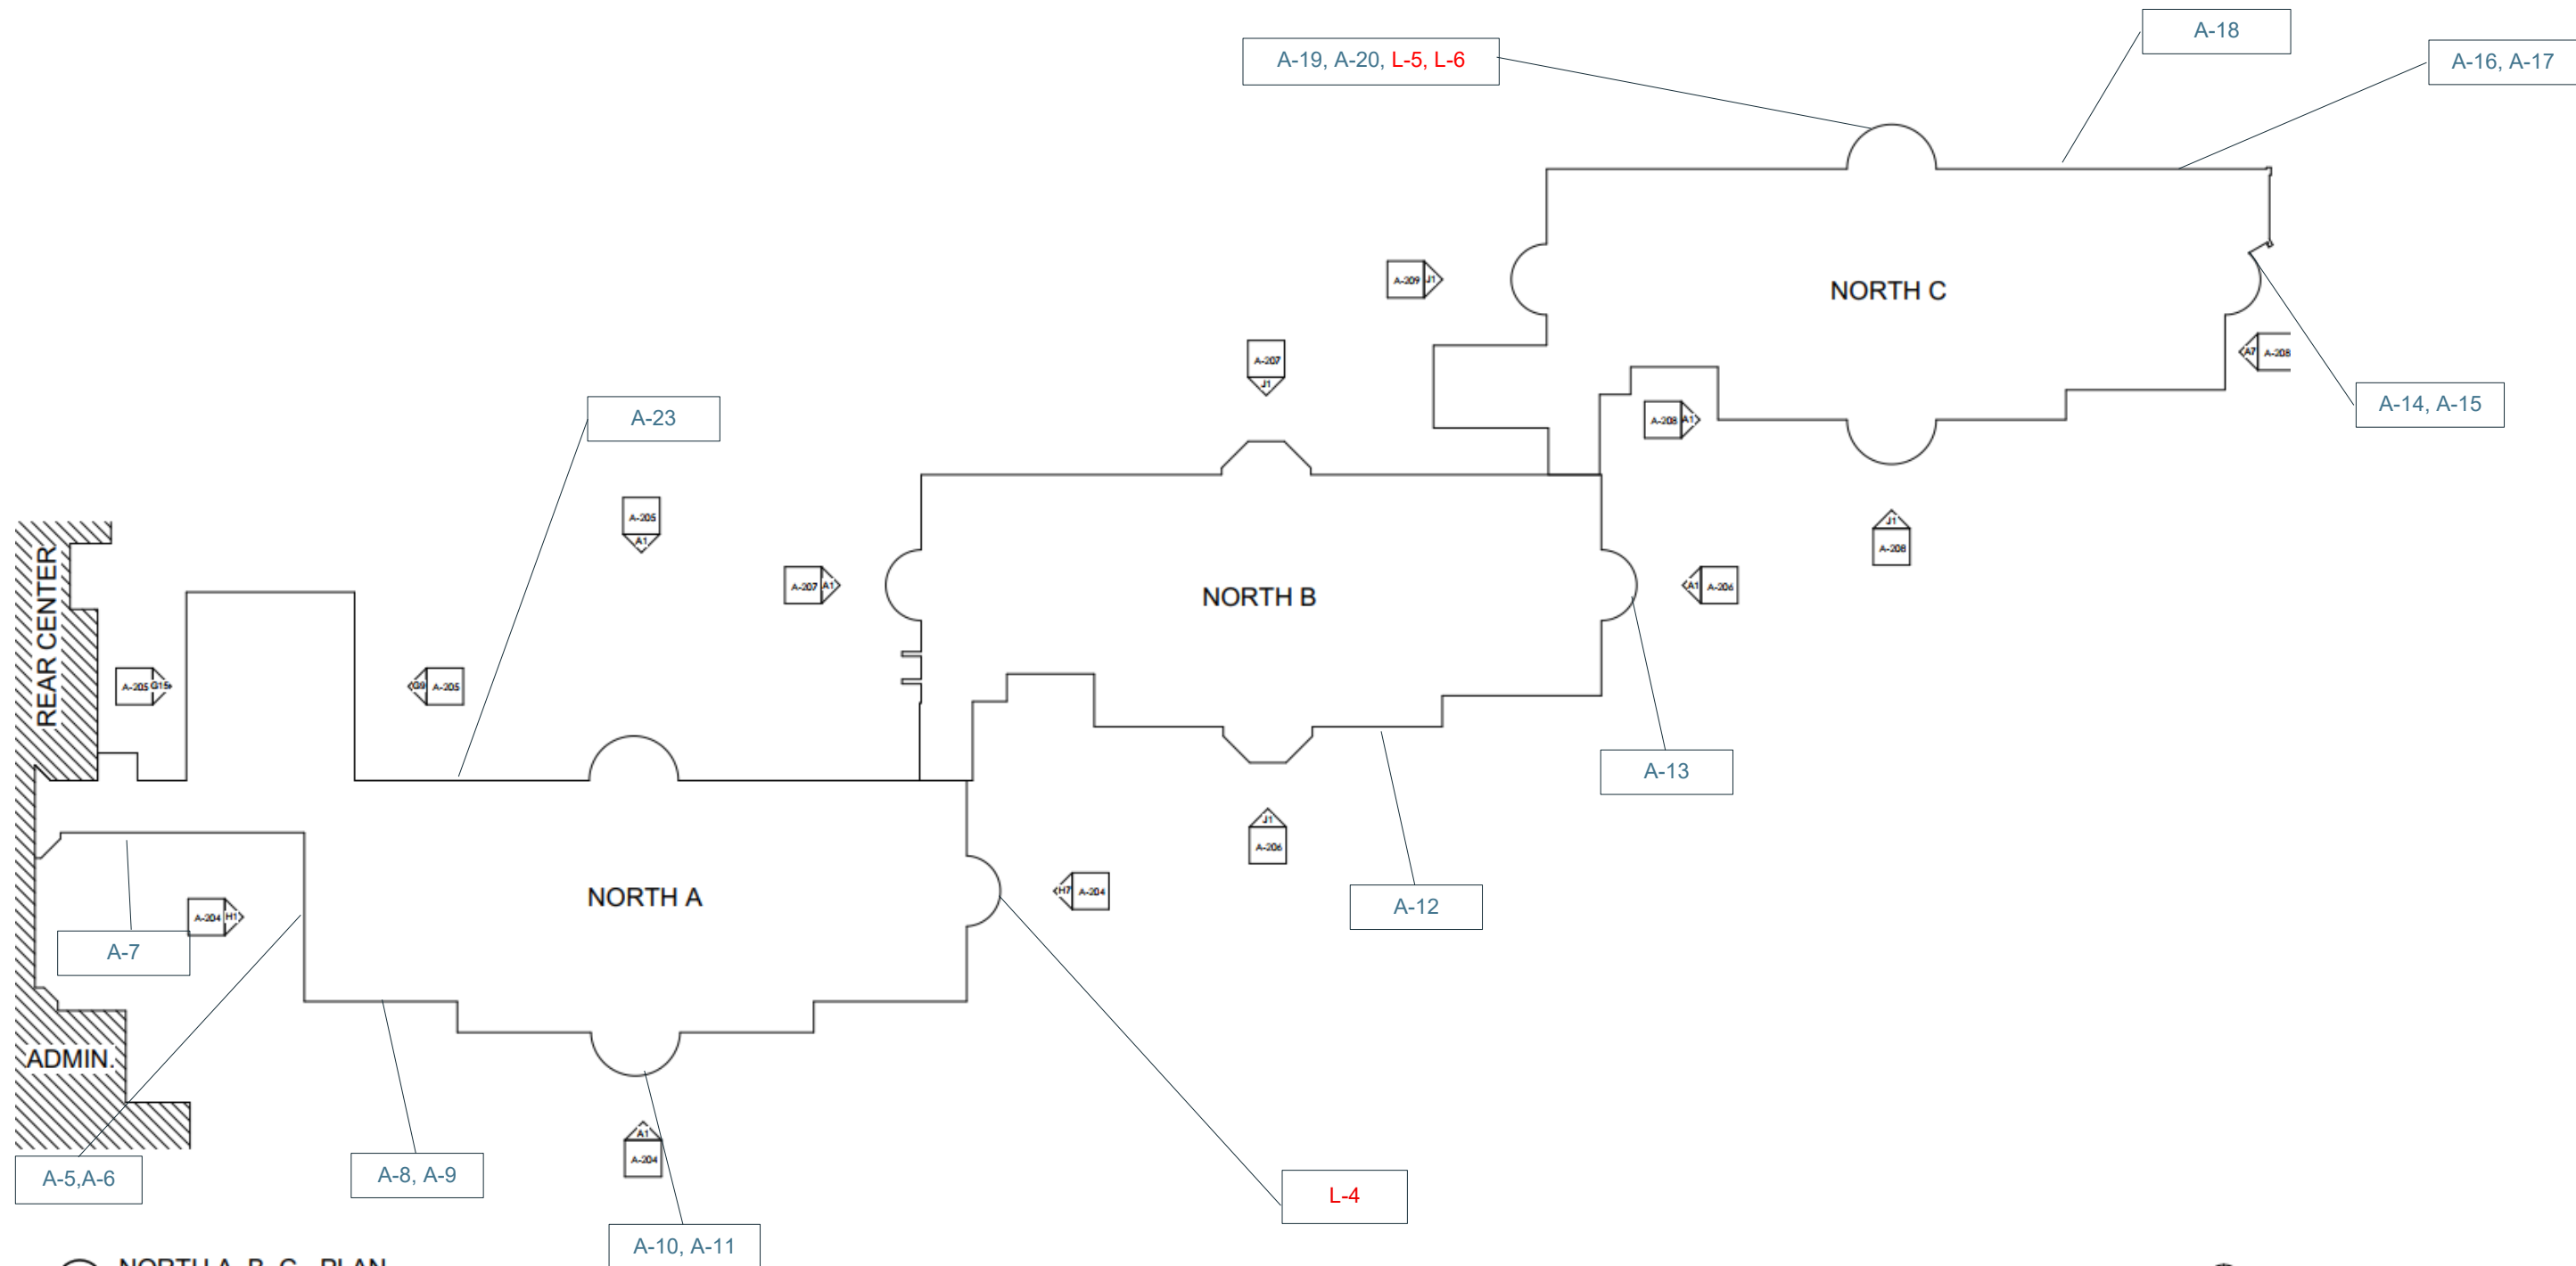 A-18
A-19, A-20, L-5, L-6
A-16, A-17
A-209 J1
NORTH C
A-207
J1
A7 A-208
A-14, A-15
A-23
A-208 A1
A-205
A1
J1
A-208
A-207 A1
NORTH B
A1 A-206
REAR CENTER
A-205 G15
G9 A-205
A-13
J1
A-206
NORTH A
H7 A-204
A-12
A-204 H1
A-7
ADMIN.
A1
A-204
A-5,A-6
A-8, A-9
L-4
A-10, A-11
NORTH A, B, C - PLAN